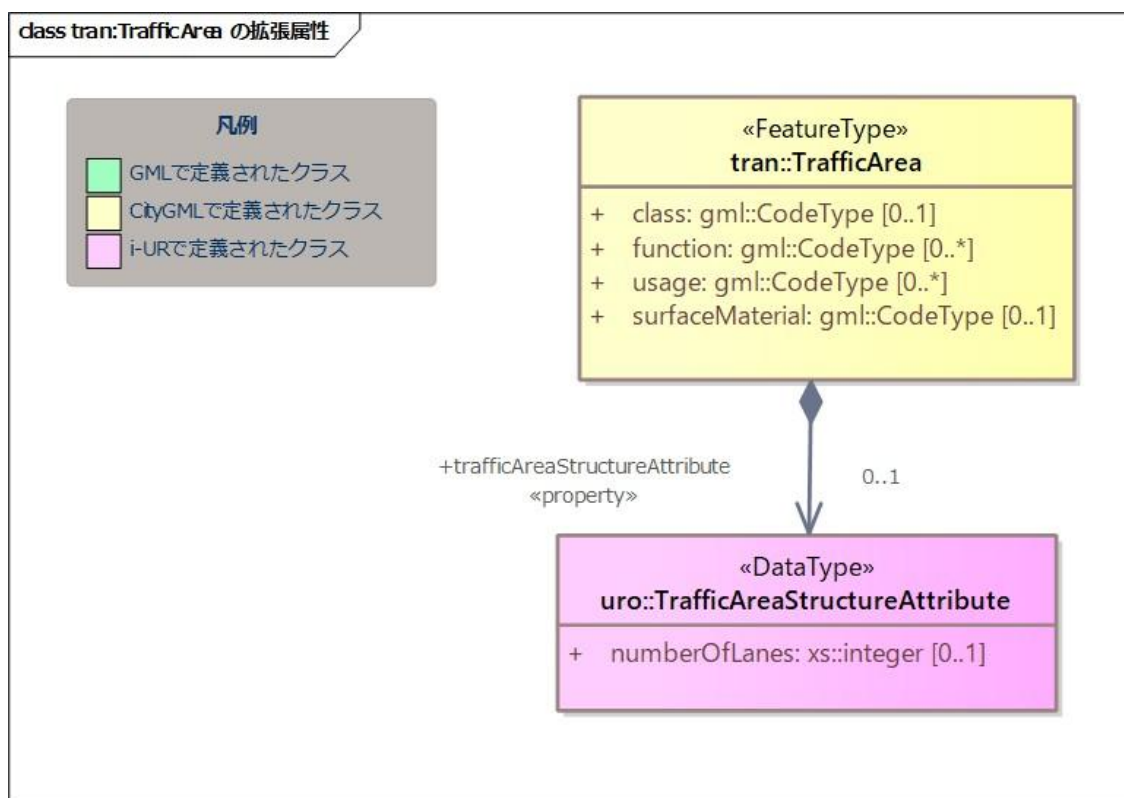 class tran:TrafficArea の拡張属性
凡例
GMLで定義されたクラス
CityGMLで定義されたクラス
i-URで定義されたクラス
«FeatureType»
tran::TrafficArea
+ class: gml::CodeType [0..1]
+ function: gml::CodeType [0..*]
+ usage: gml::CodeType [0..*]
+ surfaceMaterial: gml::CodeType [0..1]
+trafficAreaStructureAttribute
«property»
0..1
«DataType»
uro::TrafficAreaStructureAttribute
+ numberOfLanes: xs::integer [0..1]